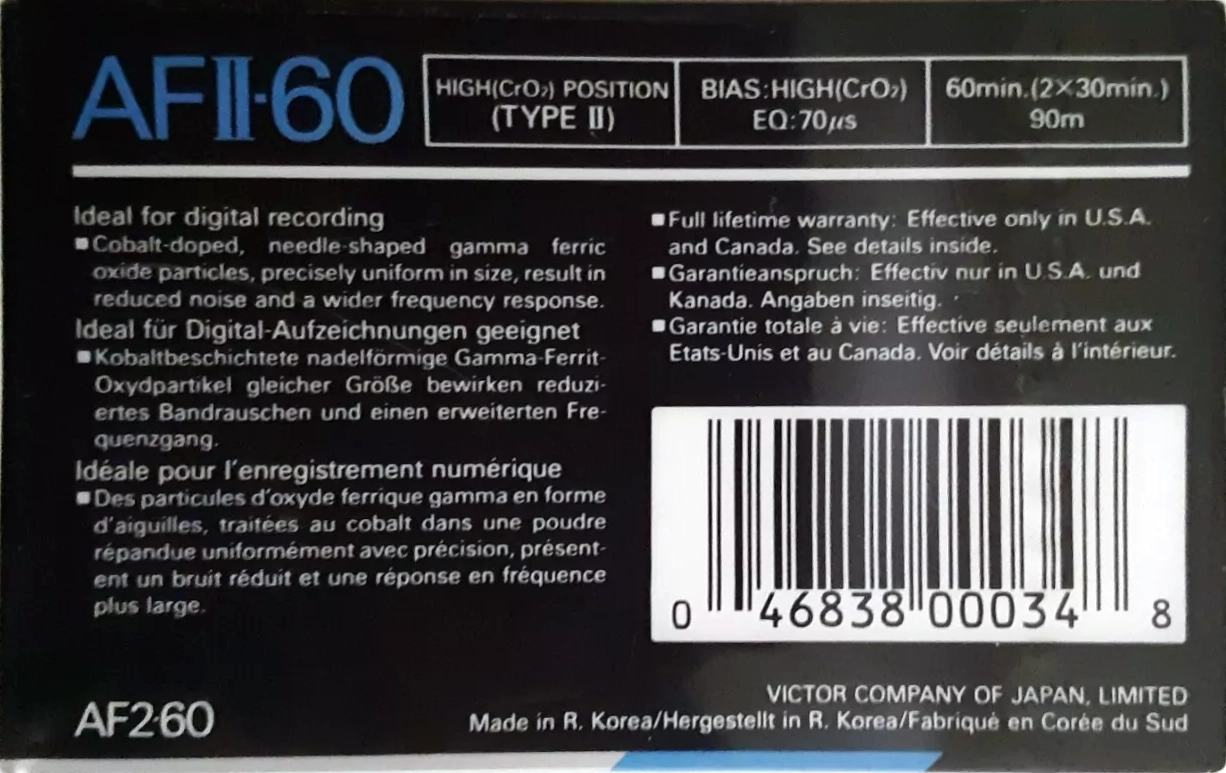 AFII·60
HIGH(CrO₂) POSITION
(TYPE II)
BIAS:HIGH(CrO₂)
EQ:70μs
60min.(2×30min.)
90m
Ideal for digital recording
■Cobalt-doped, needle-shaped gamma ferric
oxide particles, precisely uniform in size, result in
reduced noise and a wider frequency response.
Ideal für Digital-Aufzeichnungen geeignet
■Kobaltbeschichtete nadelförmige Gamma-Ferrit-
Oxydpartikel gleicher Größe bewirken reduzi-
ertes Bandrauschen und einen erweiterten Fre-
quenzgang.
Idéale pour l'enregistrement numérique
■Des particules d'oxyde ferrique gamma en forme
d'aiguilles, traitées au cobalt dans une poudre
répandue uniformément avec précision, présent-
ent un bruit réduit et une réponse en fréquence
plus large.
■Full lifetime warranty: Effective only in U.S.A.
and Canada. See details inside.
■Garantieanspruch: Effectiv nur in U.S.A. und
Kanada. Angaben inseitig.
■Garantie totale à vie: Effective seulement aux
Etats-Unis et au Canada. Voir détails à l'intérieur.
0 46838 00034 8
AF2·60
VICTOR COMPANY OF JAPAN, LIMITED
Made in R. Korea/Hergestellt in R. Korea/Fabriqué en Corée du Sud